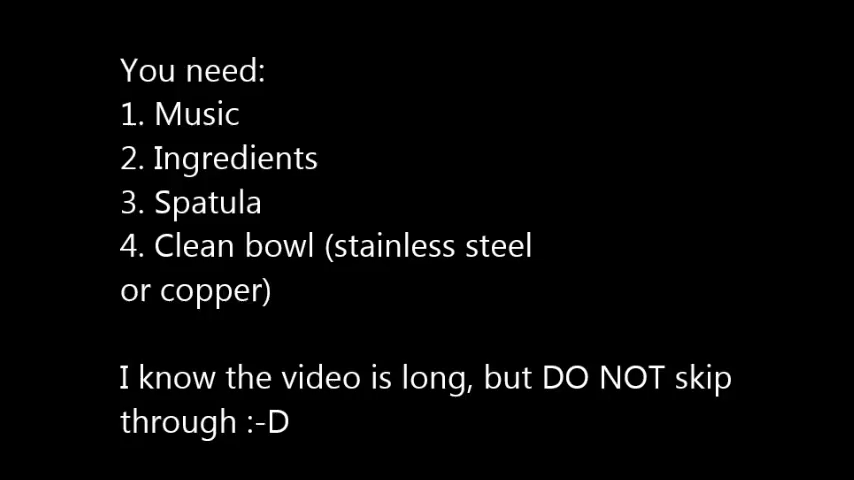 You need:
1. Music
2. Ingredients
3. Spatula
4. Clean bowl (stainless steel
or copper)
I know the video is long, but DO NOT skip
through :-D